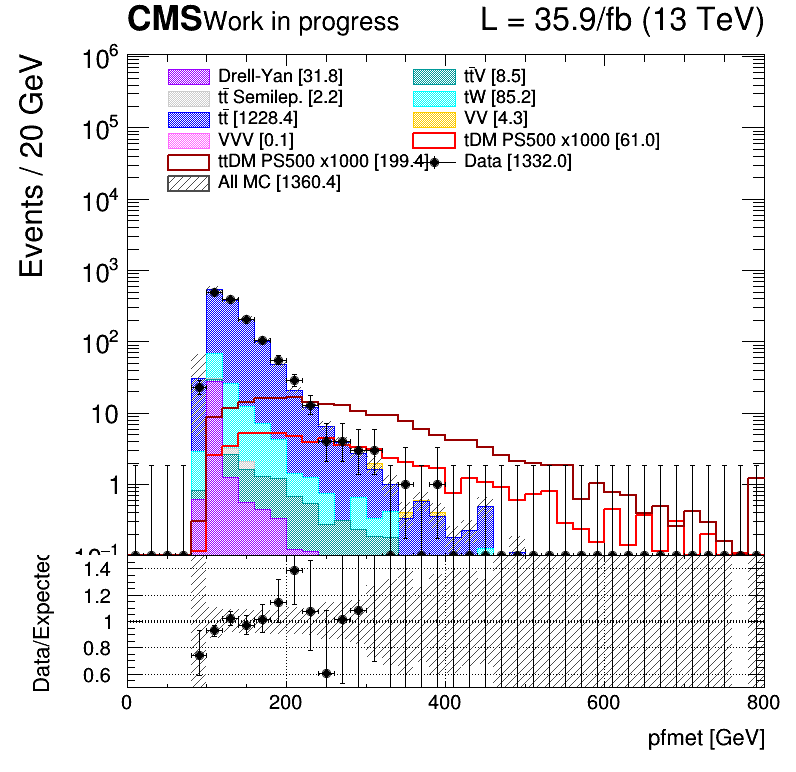 CMS Work in progress L = 35.9/fb (13 TeV)
Events / 20 GeV
10⁶
10⁵
10⁴
10³
10²
10
1
10⁻¹
Drell-Yan [31.8]
tt̄V [8.5]
tt̄ Semilep. [2.2]
tW [85.2]
tt̄ [1228.4]
VV [4.3]
VVV [0.1]
tDM PS500 x1000 [61.0]
ttDM PS500 x1000 [199.4]
Data [1332.0]
All MC [1360.4]
Data/Expected
1.4
1.2
1
0.8
0.6
0 200 400 600 800
pfmet [GeV]